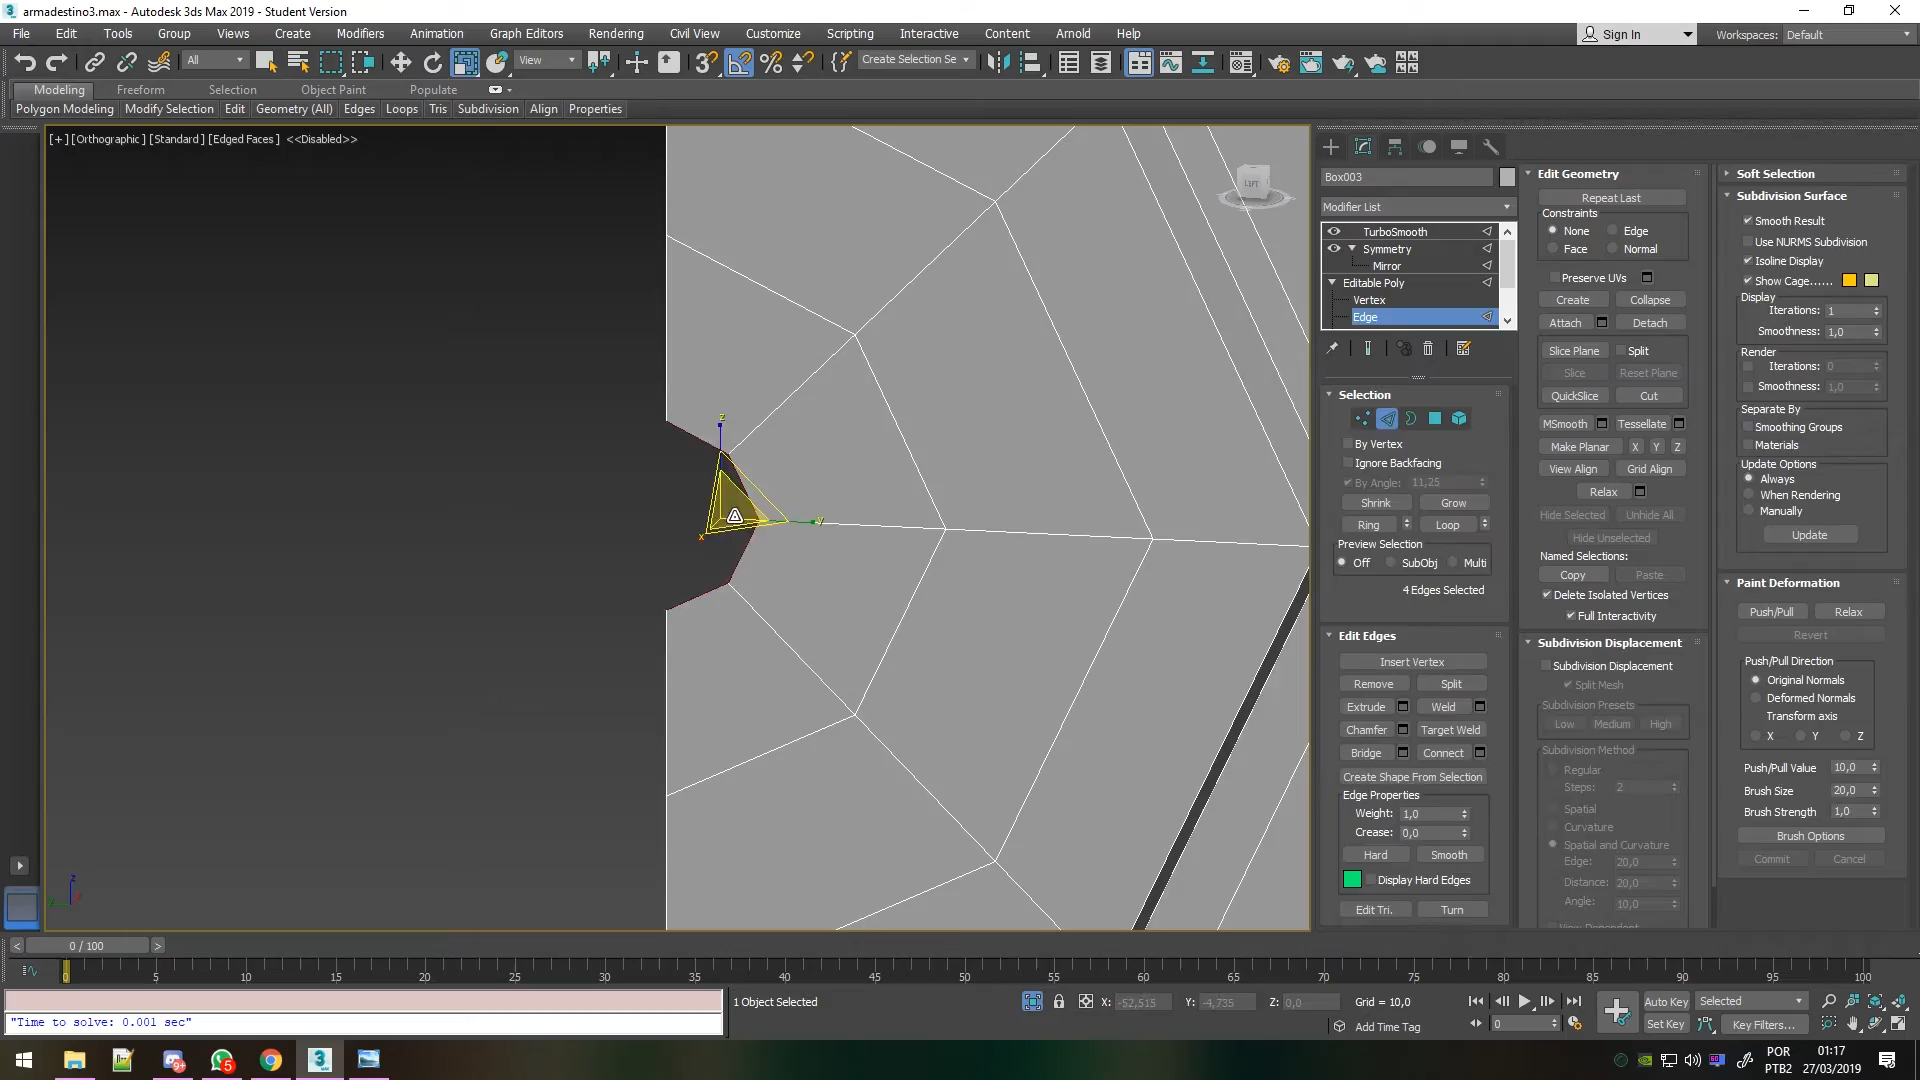 armadestino3.max - Autodesk 3ds Max 2019 - Student Version
File Edit Tools Group Views Create Modifiers Animation Graph Editors Rendering Civil View Customize Scripting Interactive Content Arnold Help
Sign In
Workspaces: Default
All
View
Create Selection Se
Modeling Freeform Selection Object Paint Populate
Polygon Modeling Modify Selection Edit Geometry (All) Edges Loops Tris Subdivision Align Properties
[+] [Orthographic] [Standard] [Edged Faces] <<Disabled>>
LEFT
z
y
x
z
Box003
Modifier List
TurboSmooth
Symmetry
Mirror
Editable Poly
Vertex
Edge
Selection
By Vertex
Ignore Backfacing
By Angle: 11,25
Shrink Grow
Ring Loop
Preview Selection
Off SubObj Multi
4 Edges Selected
Edit Edges
Insert Vertex
Remove Split
Extrude Weld
Chamfer Target Weld
Bridge Connect
Create Shape From Selection
Edge Properties
Weight: 1,0
Crease: 0,0
Hard Smooth
Display Hard Edges
Edit Tri. Turn
Edit Geometry
Repeat Last
Constraints
None Edge
Face Normal
Preserve UVs
Create Collapse
Attach Detach
Slice Plane Split
Slice Reset Plane
QuickSlice Cut
MSmooth Tessellate
Make Planar X Y Z
View Align Grid Align
Relax
Hide Selected Unhide All
Hide Unselected
Named Selections:
Copy Paste
Delete Isolated Vertices
Full Interactivity
Subdivision Displacement
Subdivision Displacement
Split Mesh
Subdivision Presets
Low Medium High
Subdivision Method
Regular
Steps: 2
Spatial
Curvature
Spatial and Curvature
Edge: 20,0
Distance: 20,0
Angle: 10,0
Soft Selection
Subdivision Surface
Smooth Result
Use NURMS Subdivision
Isoline Display
Show Cage......
Display
Iterations: 1
Smoothness: 1,0
Render
Iterations: 0
Smoothness: 1,0
Separate By
Smoothing Groups
Materials
Update Options
Always
When Rendering
Manually
Update
Paint Deformation
Push/Pull Relax
Revert
Push/Pull Direction
Original Normals
Deformed Normals
Transform axis
X Y Z
Push/Pull Value 10,0
Brush Size 20,0
Brush Strength 1,0
Brush Options
Commit Cancel
< 0 / 100 >
0 5 10 15 20 25 30 35 40 45 50 55 60 65 70 75 80 85 90 95 100
1 Object Selected
X: -52,515 Y: -4,735 Z: 0,0 Grid = 10,0
Auto Key Selected
"Time to solve: 0.001 sec"
Add Time Tag
0
Set Key Key Filters...
9+
5
POR
PTB2
01:17
27/03/2019